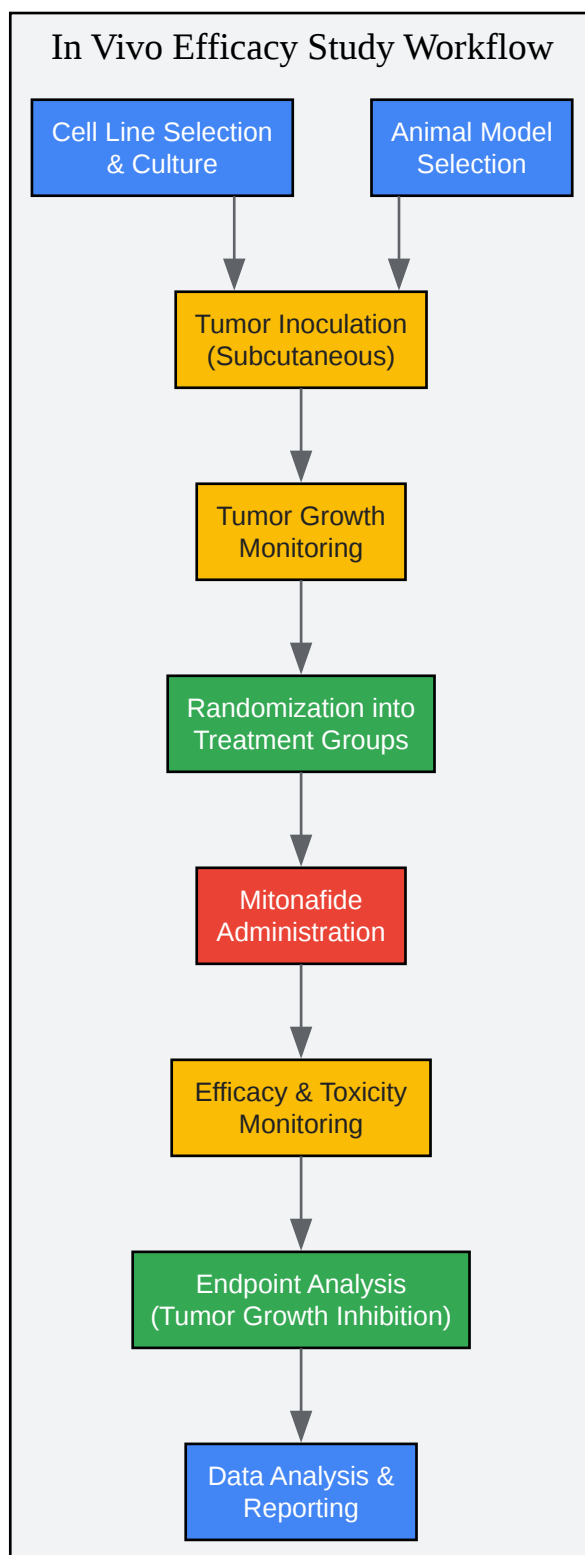 In Vivo Efficacy Study Workflow
Cell Line Selection
& Culture
Animal Model
Selection
Tumor Inoculation
(Subcutaneous)
Tumor Growth
Monitoring
Randomization into
Treatment Groups
Mitonafide
Administration
Efficacy & Toxicity
Monitoring
Endpoint Analysis
(Tumor Growth Inhibition)
Data Analysis &
Reporting